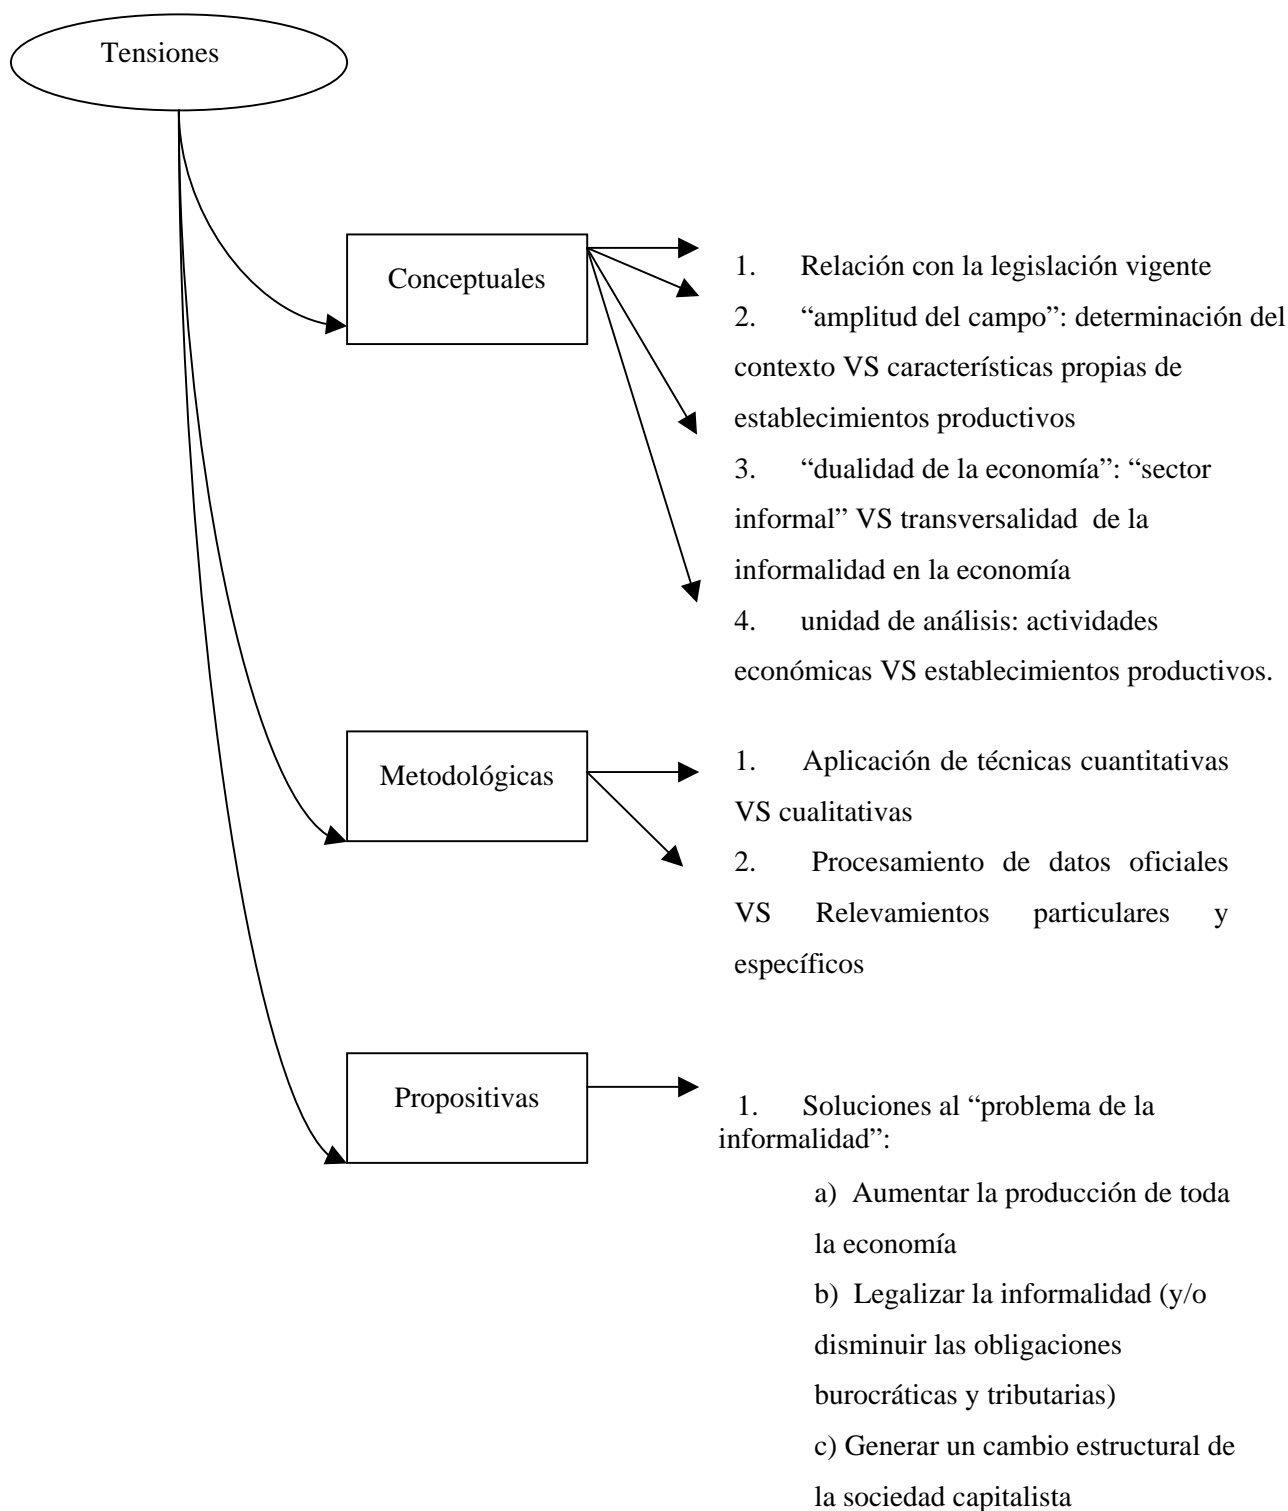 Tensiones
Conceptuales
1. Relación con la legislación vigente
2. “amplitud del campo”: determinación del
contexto VS características propias de
establecimientos productivos
3. “dualidad de la economía”: “sector
informal” VS transversalidad de la
informalidad en la economía
4. unidad de análisis: actividades
económicas VS establecimientos productivos.
Metodológicas
1. Aplicación de técnicas cuantitativas
VS cualitativas
2. Procesamiento de datos oficiales
VS Relevamientos particulares y
específicos
Propositivas
1. Soluciones al “problema de la
informalidad”:
a) Aumentar la producción de toda
la economía
b) Legalizar la informalidad (y/o
disminuir las obligaciones
burocráticas y tributarias)
c) Generar un cambio estructural de
la sociedad capitalista